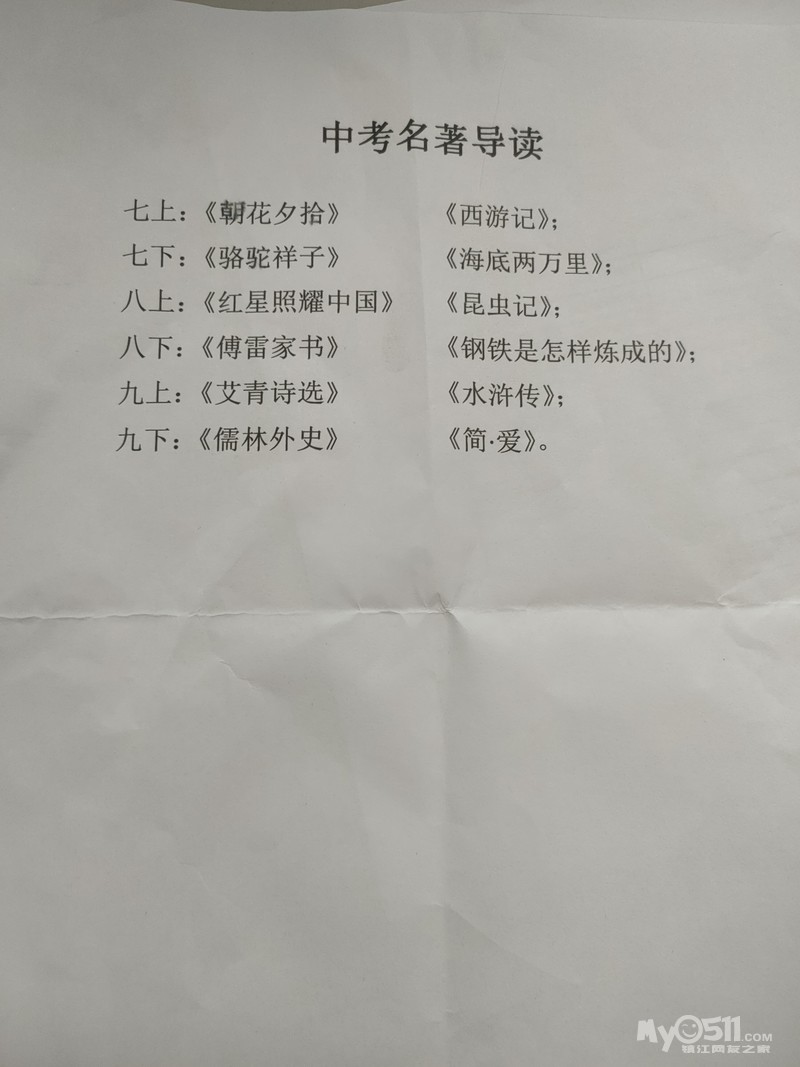 中考名著导读
七上：《朝花夕拾》 《西游记》；
七下：《骆驼祥子》 《海底两万里》；
八上：《红星照耀中国》 《昆虫记》；
八下：《傅雷家书》 《钢铁是怎样炼成的》；
九上：《艾青诗选》 《水浒传》；
九下：《儒林外史》 《简·爱》。
My0511.COM
镇江网友之家